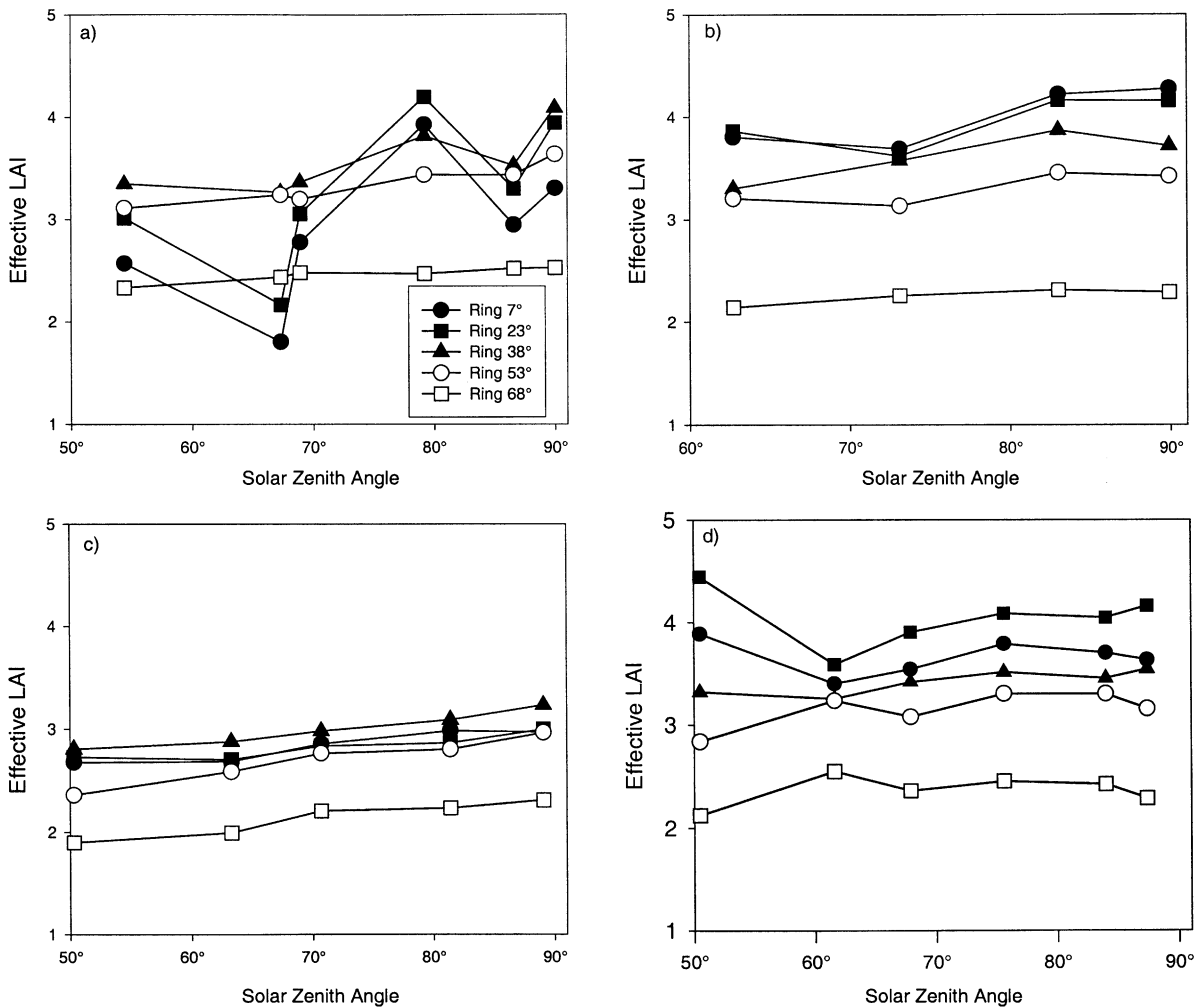 a)
5
4
3
2
1
Effective LAI
50°
60°
70°
80°
90°
Solar Zenith Angle
Ring 7°
Ring 23°
Ring 38°
Ring 53°
Ring 68°
b)
5
4
3
2
1
Effective LAI
60°
70°
80°
90°
Solar Zenith Angle
c)
5
4
3
2
1
Effective LAI
50°
60°
70°
80°
90°
Solar Zenith Angle
d)
5
4
3
2
1
Effective LAI
50°
60°
70°
80°
90°
Solar Zenith Angle